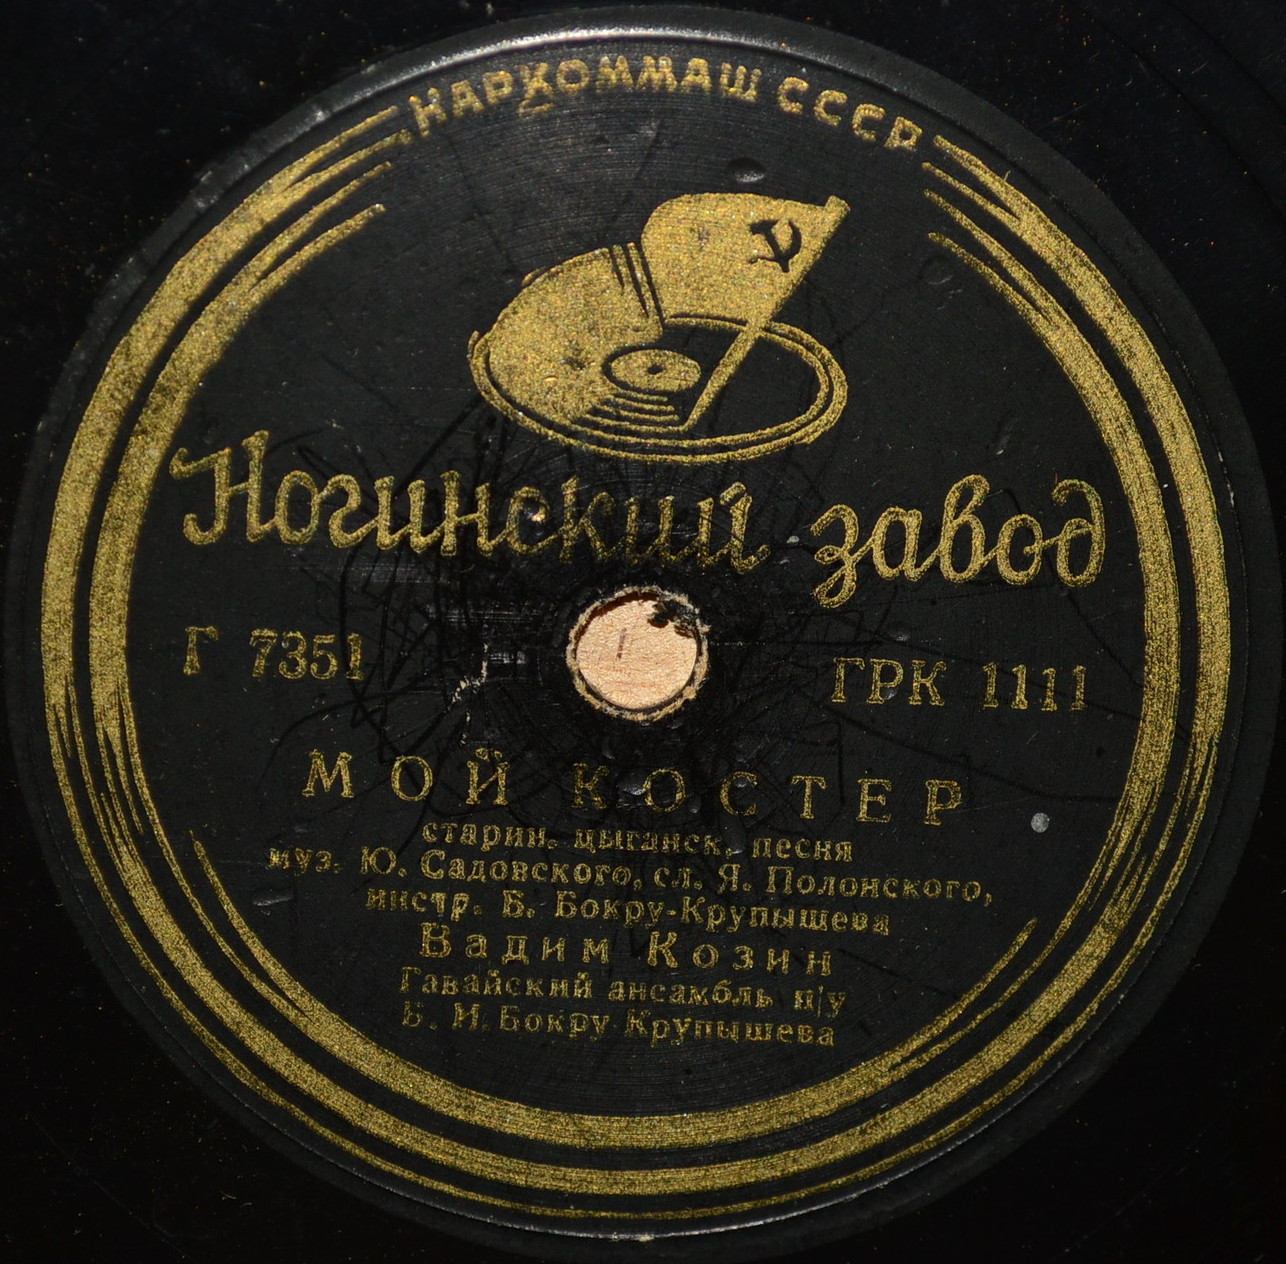 НАРКОММАШ СССР
Ногинский завод
Г 7351 ГРК 1111
МОЙ КОСТЕР
старин. цыганск. песня
муз. Ю. Садовского, сл. Я. Полонского,
инстр. Б. Бокру-Крупышева
Вадим Козин
Гавайский ансамбль п/у
Б. И. Бокру Крупышева